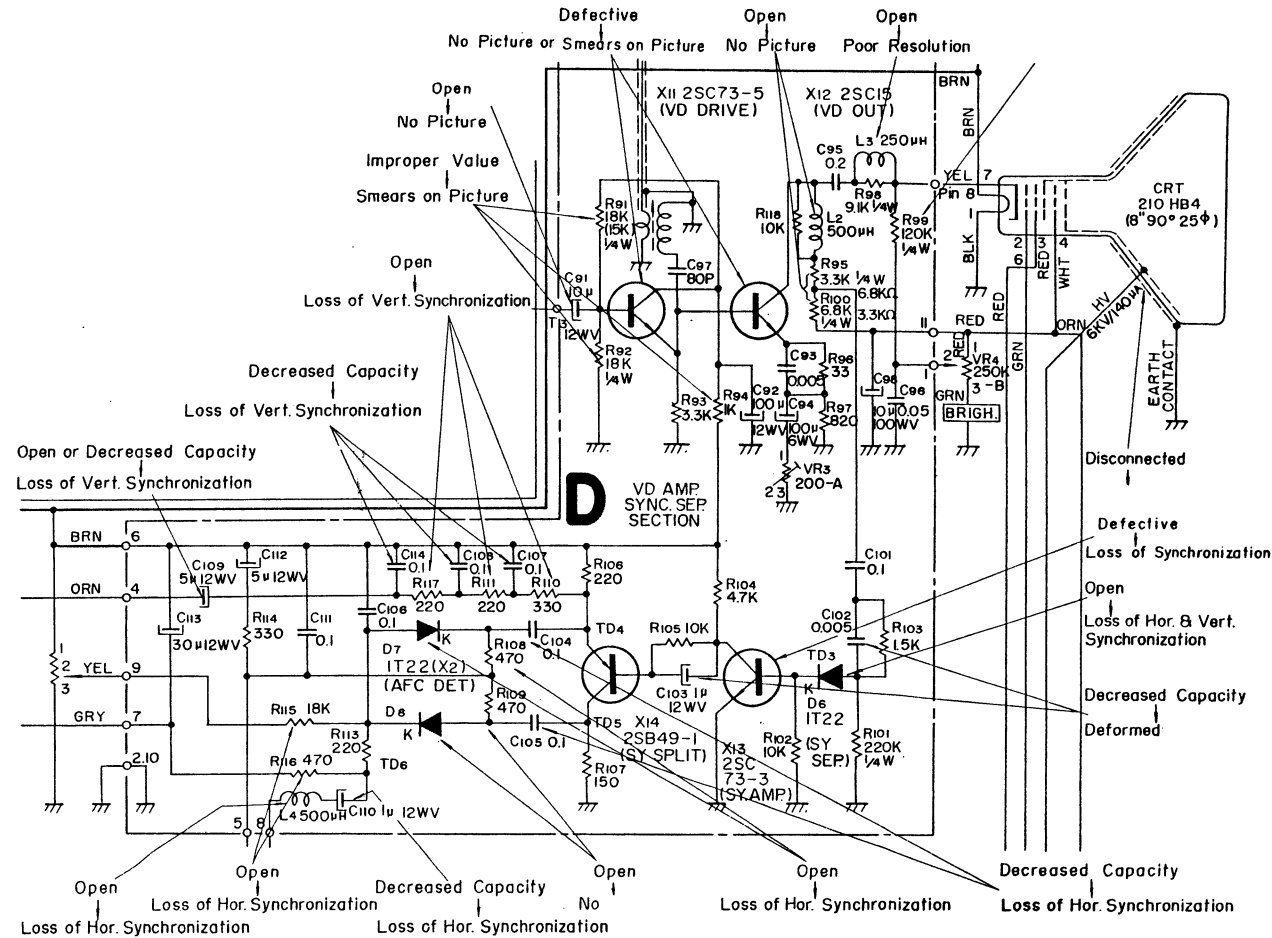 Defective
No Picture or Smears on Picture
Open
No Picture
Open
Poor Resolution
Open
No Picture
Improper Value
Smears on Picture
Open
Loss of Vert. Synchronization
Decreased Capacity
Loss of Vert. Synchronization
Open or Decreased Capacity
Loss of Vert. Synchronization
X11 2SC73-5
(VD DRIVE)
X12 2SC15
(VD OUT)
L3 250μH
C95
0.2
R98
9.1K 1/4W
BRN
BRN
YEL 7
Pin 8
1
BLK
2
6
3
4
RED
WHT
RED
GRN
CRT
210 HB4
(8"90°25ϕ)
HV
6KV/140μA
EARTH
CONTACT
R91
18K
(15K)
1/4W
C97
80P
R118
10K
L2
500μH
R99
120K
1/4W
R95
3.3K 1/4W
6.8KΩ
R100
6.8K
1/4W
3.3KΩ
C91
10μ
12WV
T13
R92
18K
1/4W
R93
3.3K
R94
1K
C92
100μ
12WV
C93
0.005
R96
33
C94
100μ
6WV
R97
820
VR3
200-A
1
2 3
C98
10μ
100WV
C96
0.05
11
RED
ORN
RED
1
2
1
VR4
250K
3 -B
GRN
BRIGH.
Disconnected
D
VD AMP.
SYNC. SEP.
SECTION
Defective
Loss of Synchronization
Open
Loss of Hor. & Vert.
Synchronization
Decreased Capacity
Deformed
BRN 6
ORN 4
YEL 9
GRY 7
2.10
1
2
3
C109
5μ12WV
C112
5μ12WV
C113
30μ12WV
R114
330
C111
0.1
C106
0.1
C114
0.1
C108
0.1
C107
0.1
R117
220
R111
220
R110
330
R106
220
D7
K
1T22(X2)
(AFC DET)
R108
470
C104
0.1
TD4
R109
470
D8
K
C105 0.1
TD5
R107
150
X14
2SB49-1
(SY SPLIT)
R105 10K
C103 1μ
12WV
R104
4.7K
X13
2SC
73-3
(SY.AMP)
R102
10K
TD3
K
D6
1T22
(SY
SEP.)
C101
0.1
C102
0.005
R103
1.5K
R101
220K
1/4W
R115 18K
R113
220
R116 470
TD6
L4500μH
C110 1μ 12WV
5
8
Open
Loss of Hor. Synchronization
Open
Loss of Hor. Synchronization
Decreased Capacity
Loss of Hor. Synchronization
Open
No
Open
Loss of Hor. Synchronization
Decreased Capacity
Loss of Hor. Synchronization